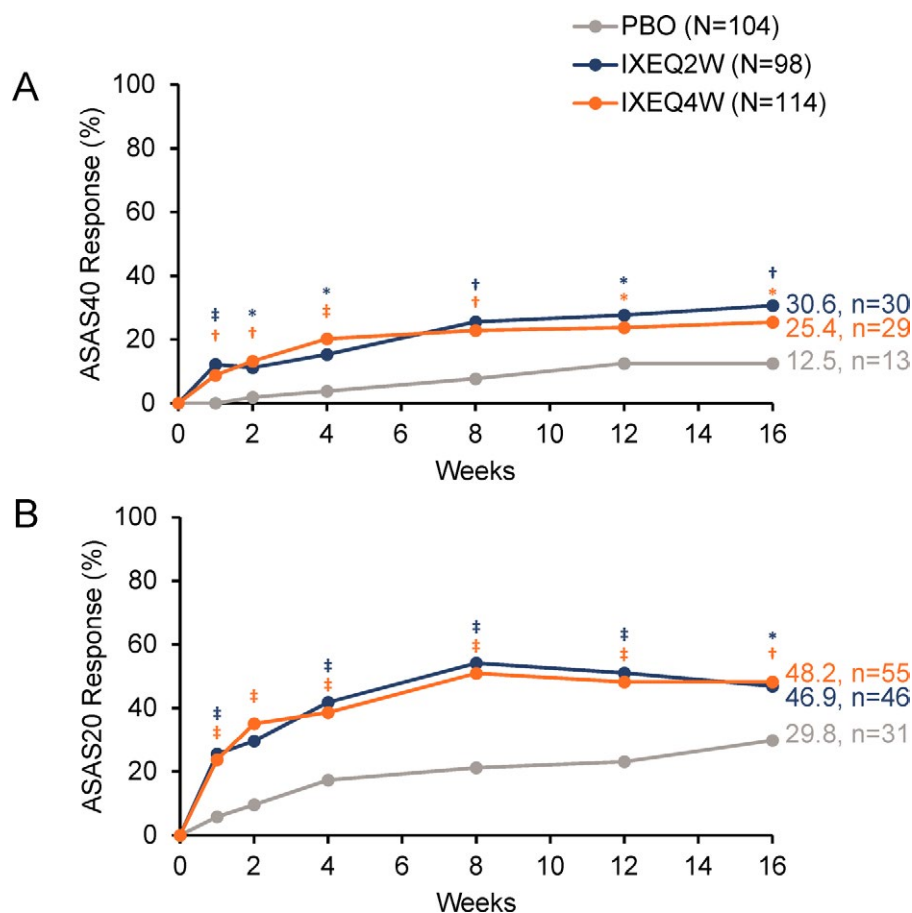 PBO (N=104)
IXEQ2W (N=98)
IXEQ4W (N=114)
A
ASAS40 Response (%)
100
80
60
40
20
0
‡ * * † * †
† † ‡ † * *
30.6, n=30
25.4, n=29
12.5, n=13
0 2 4 6 8 10 12 14 16
Weeks
B
ASAS20 Response (%)
100
80
60
40
20
0
‡ ‡ ‡ ‡ *
‡ ‡ ‡ ‡ ‡ †
48.2, n=55
46.9, n=46
29.8, n=31
0 2 4 6 8 10 12 14 16
Weeks